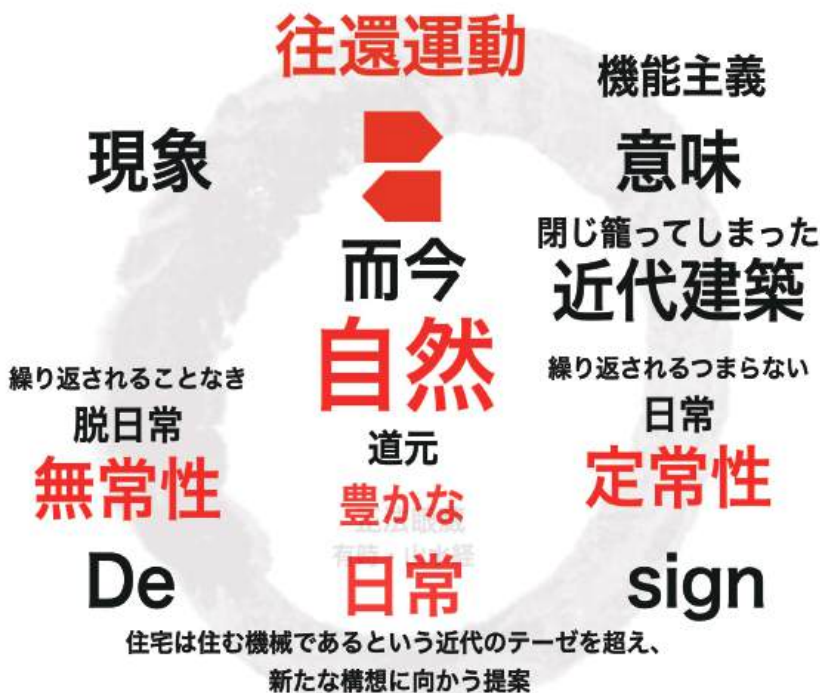 往還運動
機能主義
現象
意味
閉じ籠ってしまった
而今
近代建築
自然
繰り返されることなき
繰り返されるつまらない
脱日常
道元
日常
無常性
豊かな
定常性
有時・山水経
De
日常
sign
住宅は住む機械であるという近代のテーゼを超え、
新たな構想に向かう提案